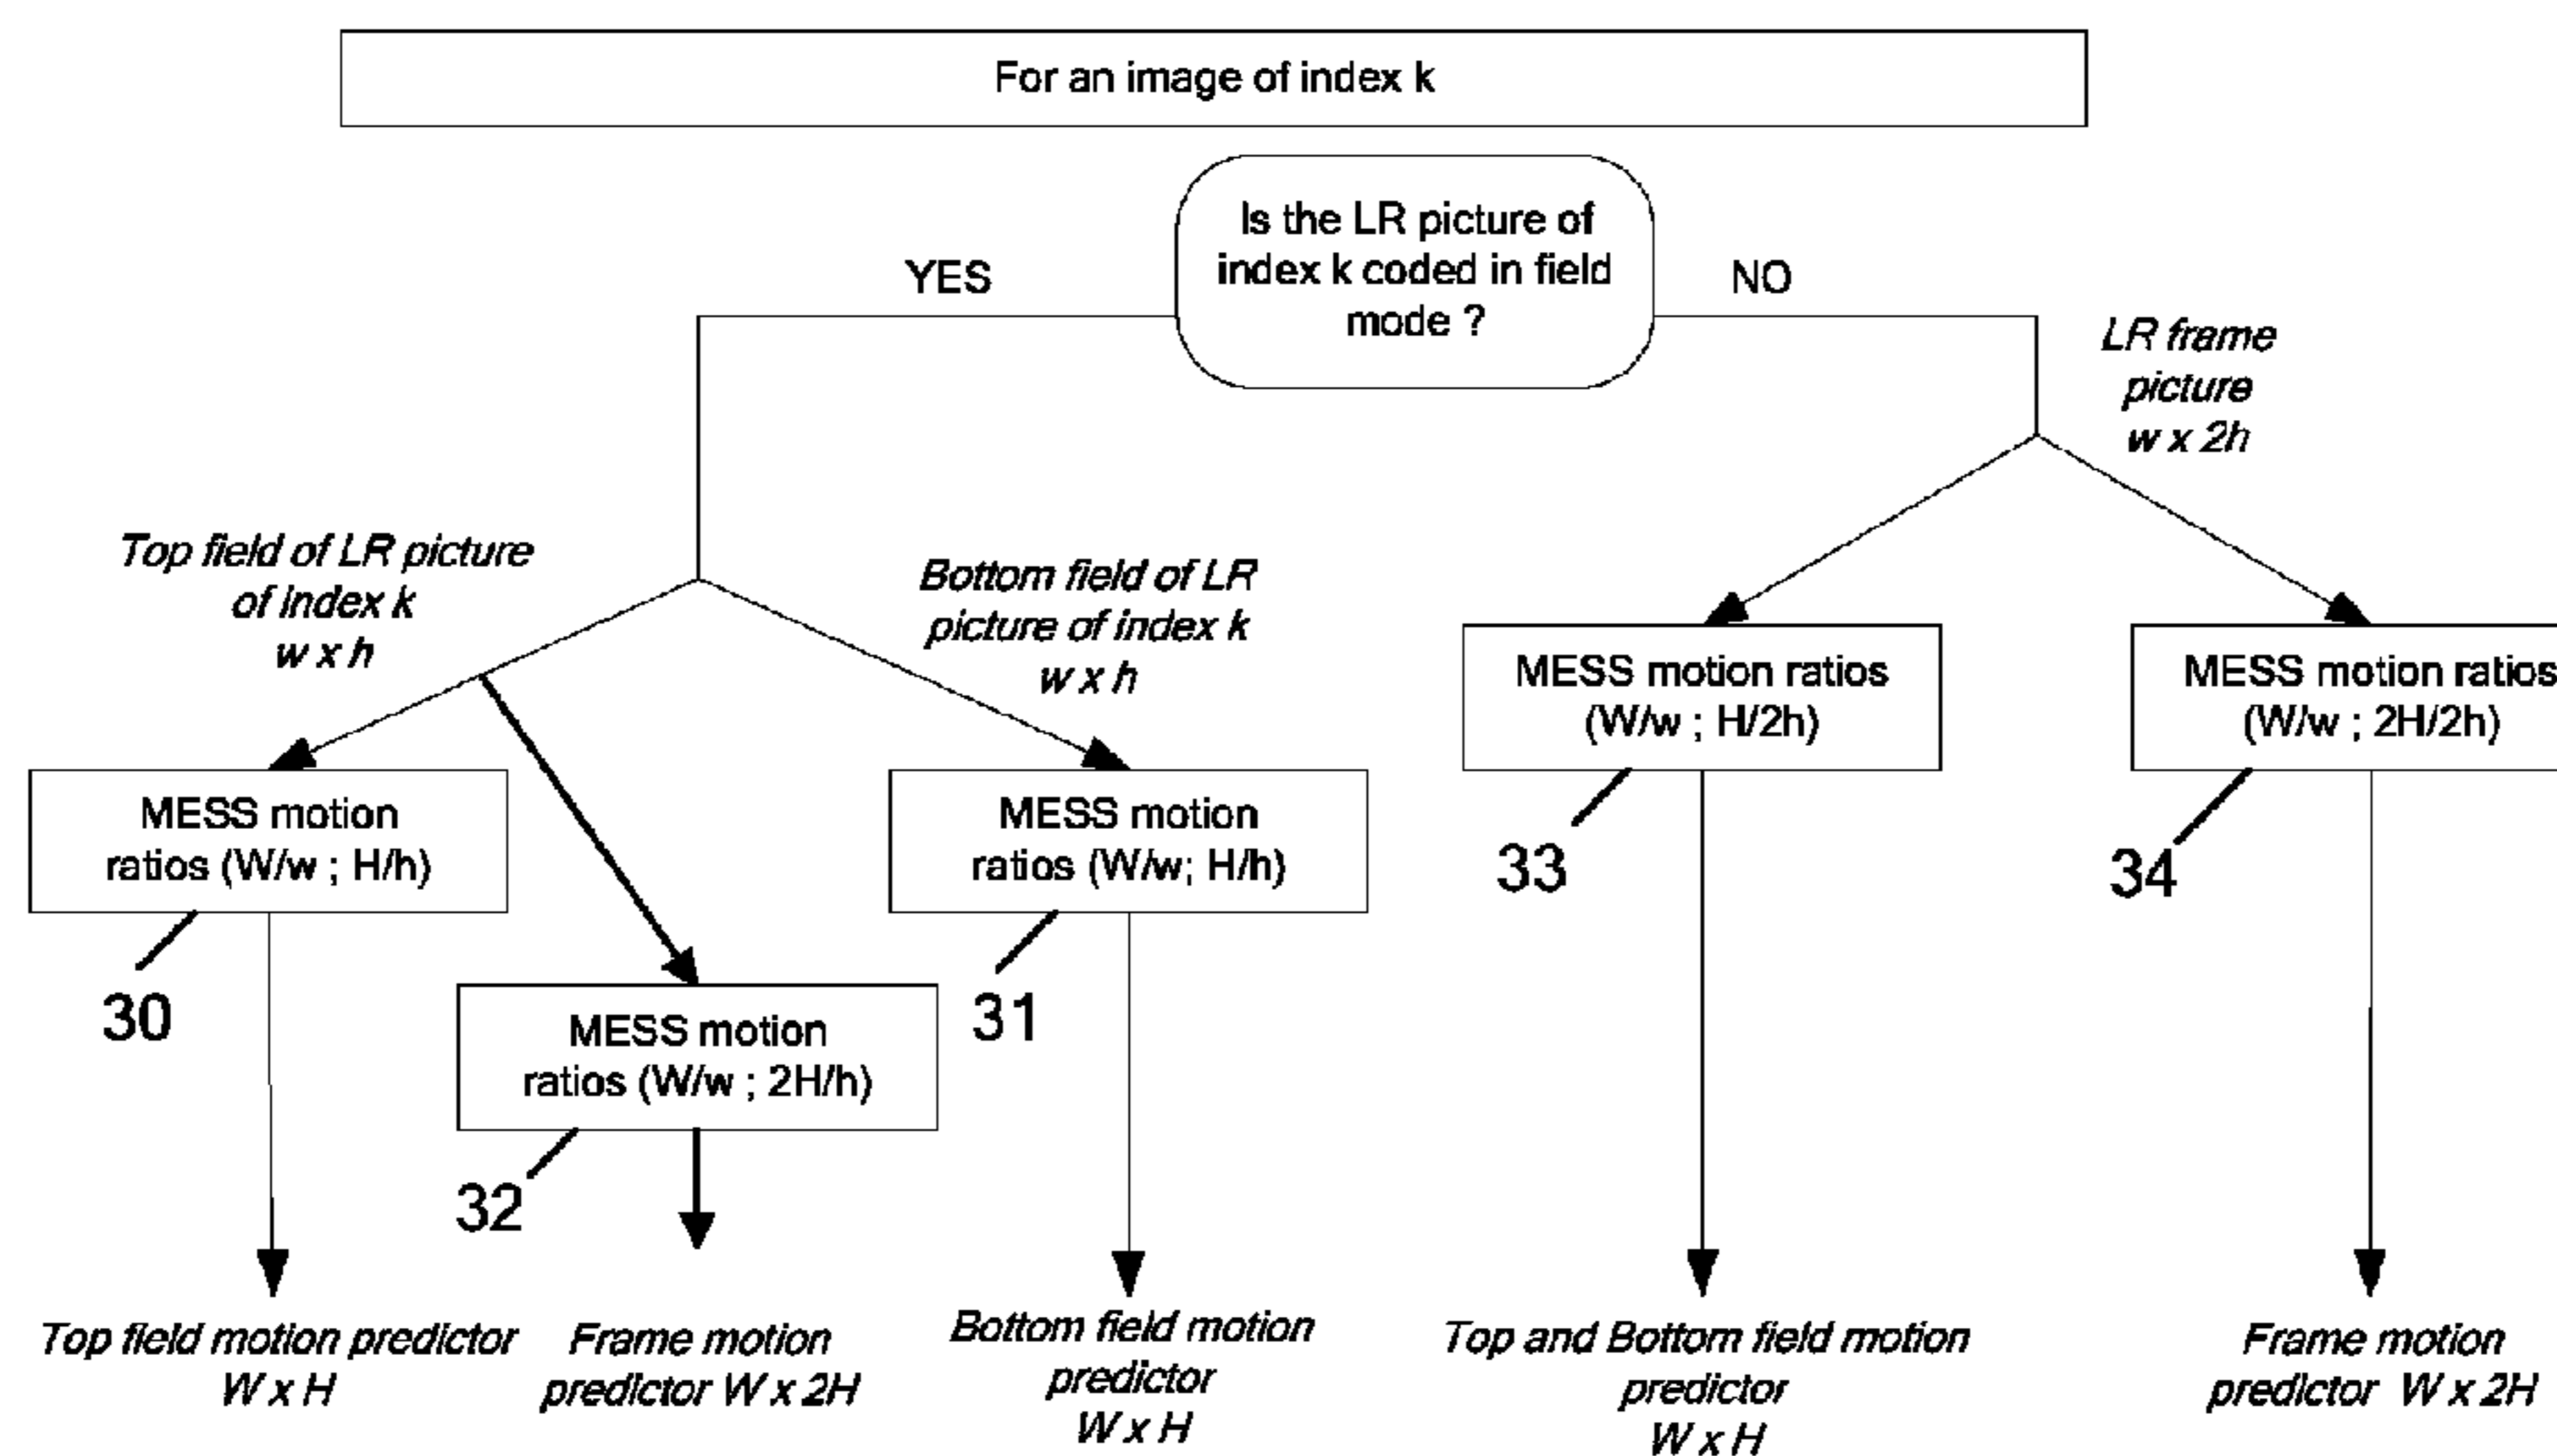 For an image of index k
Is the LR picture of
index k coded in field
mode ?
YES
NO
LR frame
picture
w x 2h
Top field of LR picture
of index k
w x h
Bottom field of LR
picture of index k
w x h
MESS motion ratios
(W/w ; H/2h)
MESS motion ratios
(W/w ; 2H/2h)
MESS motion
ratios (W/w ; H/h)
MESS motion
ratios (W/w; H/h)
33
34
30
31
MESS motion
ratios (W/w ; 2H/h)
32
Top field motion predictor
W x H
Frame motion
predictor W x 2H
Bottom field motion
predictor
W x H
Top and Bottom field motion
predictor
W x H
Frame motion
predictor W x 2H